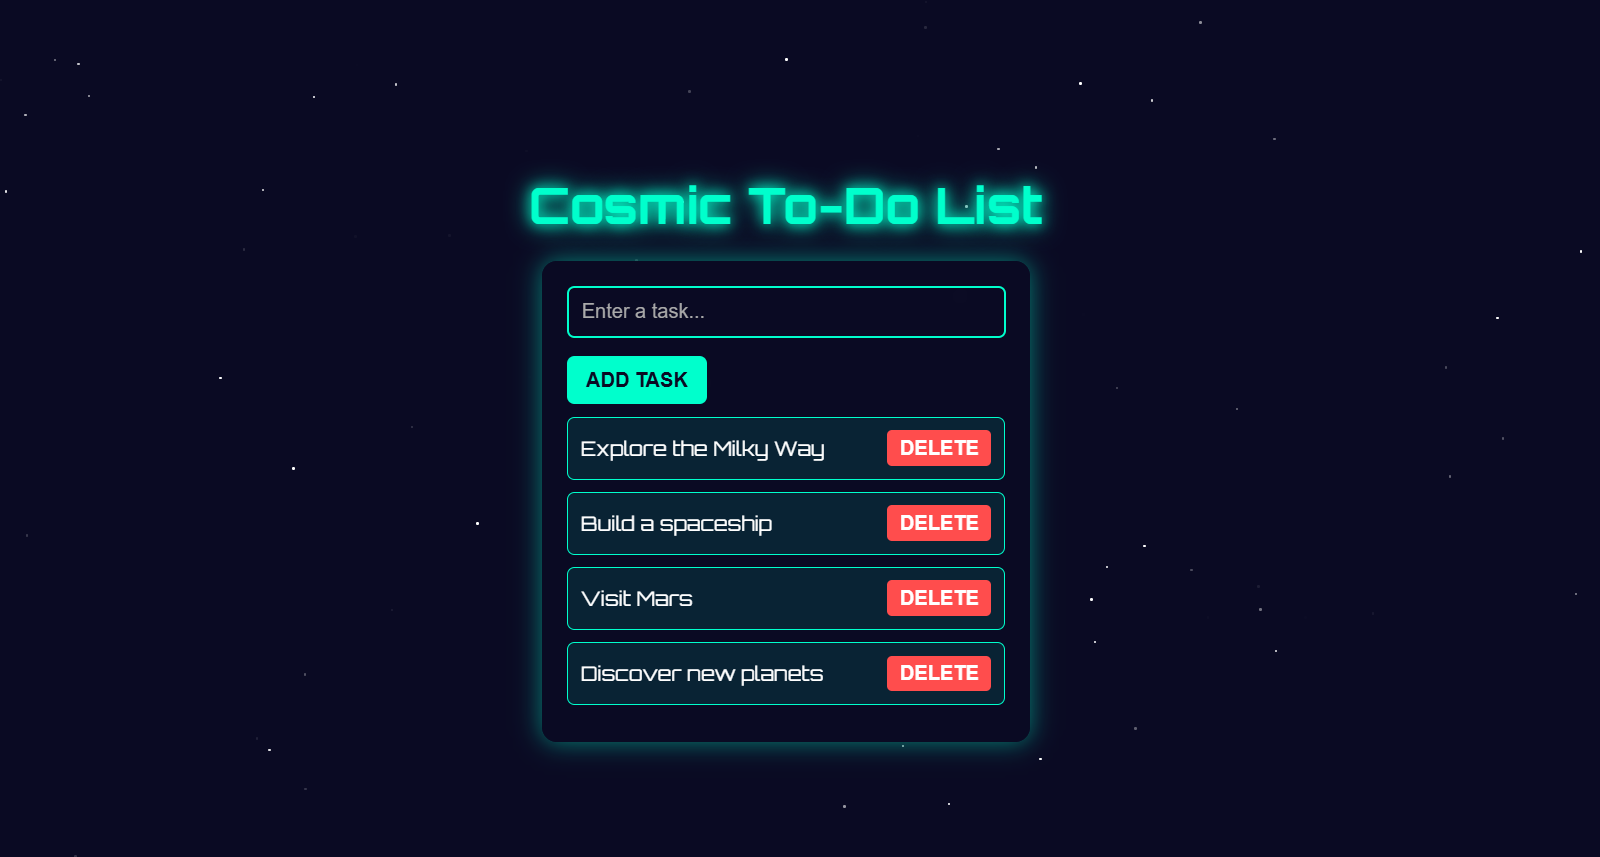 Cosmic To-Do List
Enter a task...
ADD TASK
Explore the Milky Way DELETE
Build a spaceship DELETE
Visit Mars DELETE
Discover new planets DELETE